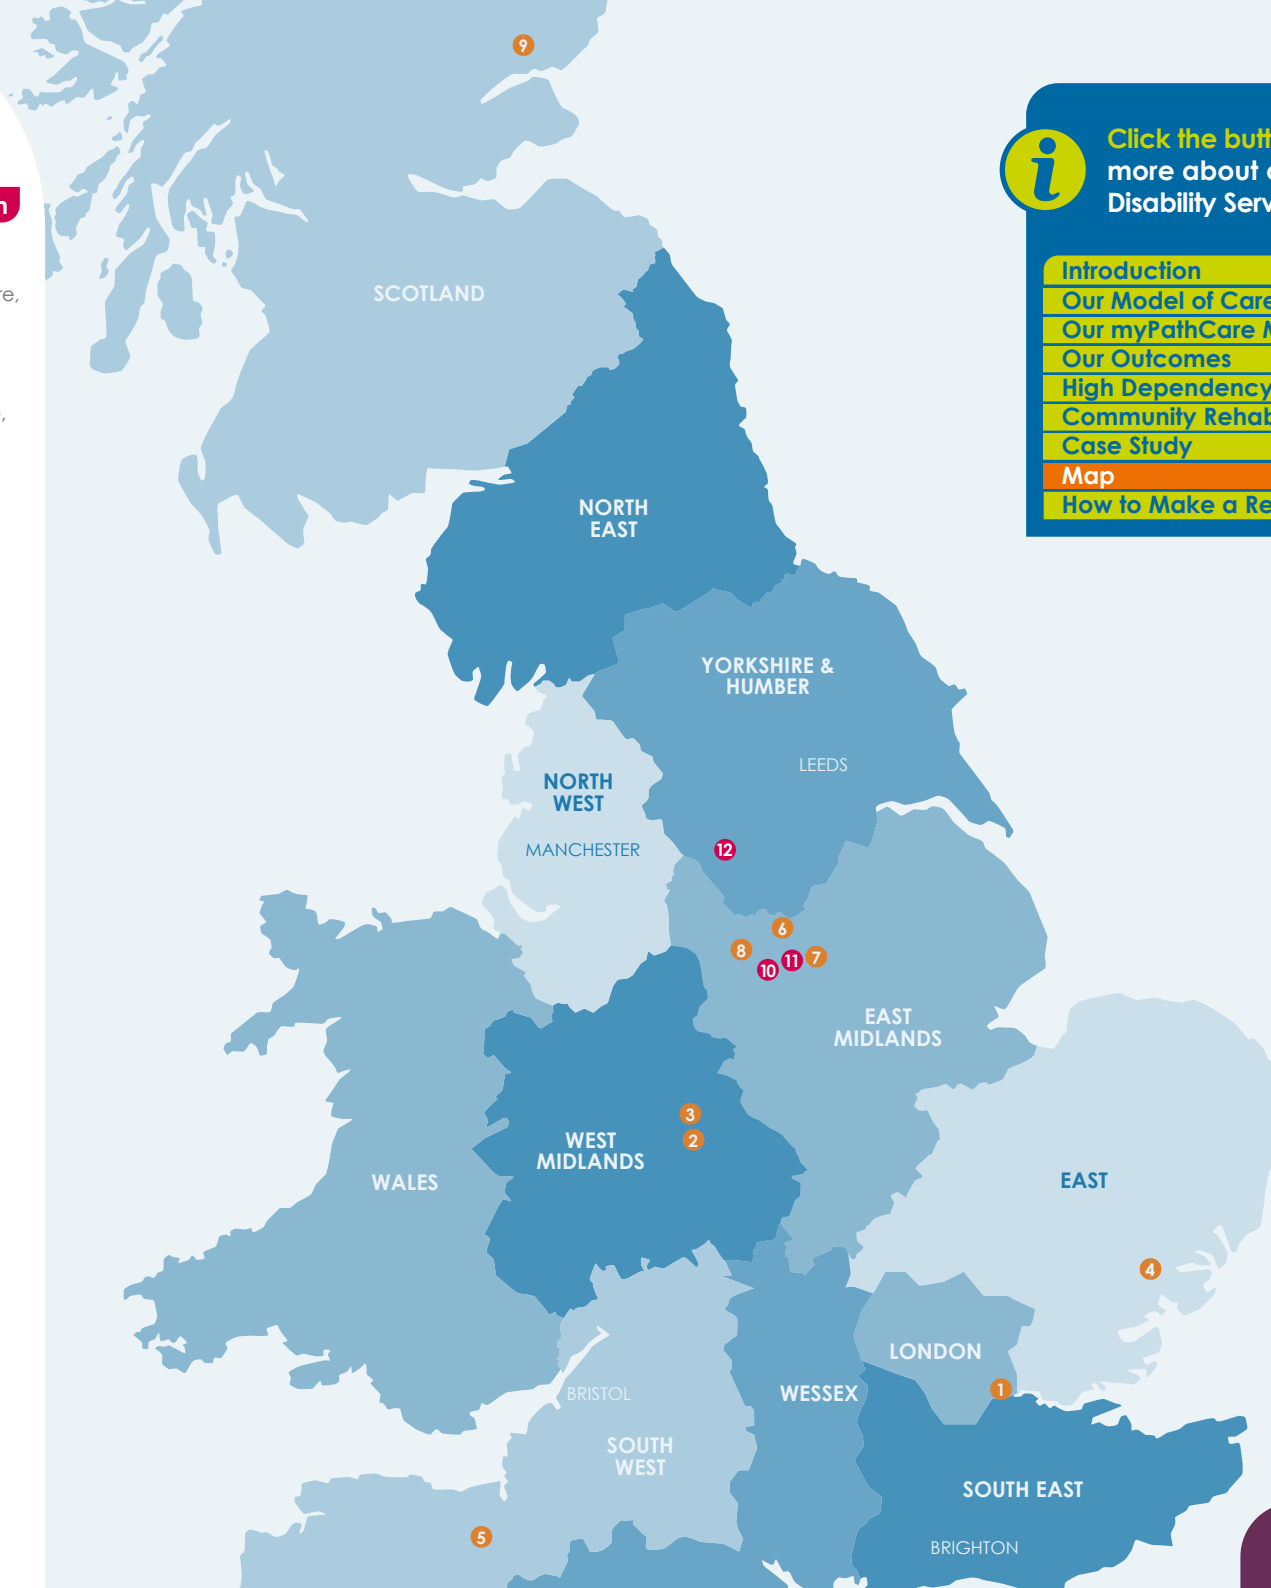 9
Click the butt
more about
Disability Serv
n
Introduction
re,
SCOTLAND
Our Model of Care
Our myPathCare M
Our Outcomes
High Dependency
Community Rehab
Case Study
Map
How to Make a Re
NORTH
EAST
YORKSHIRE &
HUMBER
LEEDS
NORTH
WEST
MANCHESTER
12
6
8
11
7
10
EAST
MIDLANDS
3
2
WEST
MIDLANDS
WALES
EAST
4
LONDON
1
WESSEX
BRISTOL
SOUTH
WEST
SOUTH EAST
5
BRIGHTON